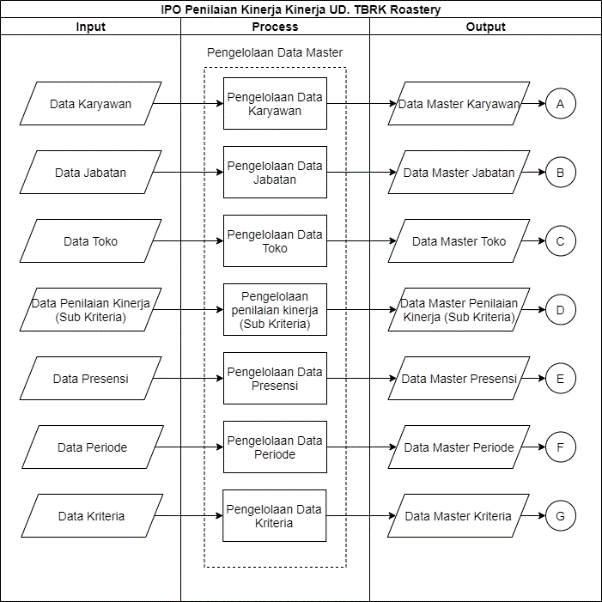 IPO Penilaian Kinerja Kinerja UD. TBRK Roastery
Input
Process
Output
Pengelolaan Data Master
Data Karyawan
Pengelolaan Data
Karyawan
Data Master Karyawan
A
Data Jabatan
Pengelolaan Data
Jabatan
Data Master Jabatan
B
Data Toko
Pengelolaan Data
Toko
Data Master Toko
C
Data Penilaian Kinerja
(Sub Kriteria)
Pengelolaan
penilaian kinerja
(Sub Kriteria)
Data Master Penilaian
Kinerja (Sub Kriteria)
D
Data Presensi
Pengelolaan Data
Presensi
Data Master Presensi
E
Data Periode
Pengelolaan Data
Periode
Data Master Periode
F
Data Kriteria
Pengelolaan Data
Kriteria
Data Master Kriteria
G